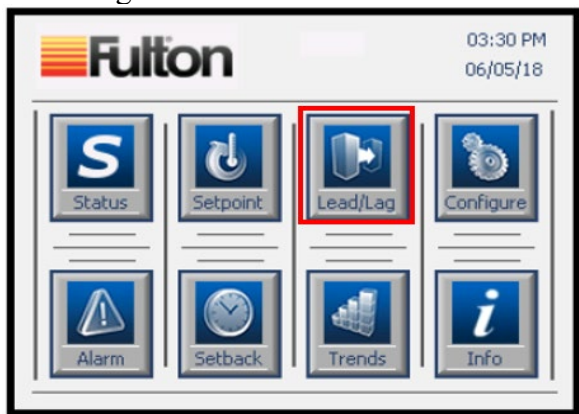 Fulton
03:30 PM
06/05/18
S
Status
Setpoint
Lead/Lag
Configure
Alarm
Setback
Trends
i
Info